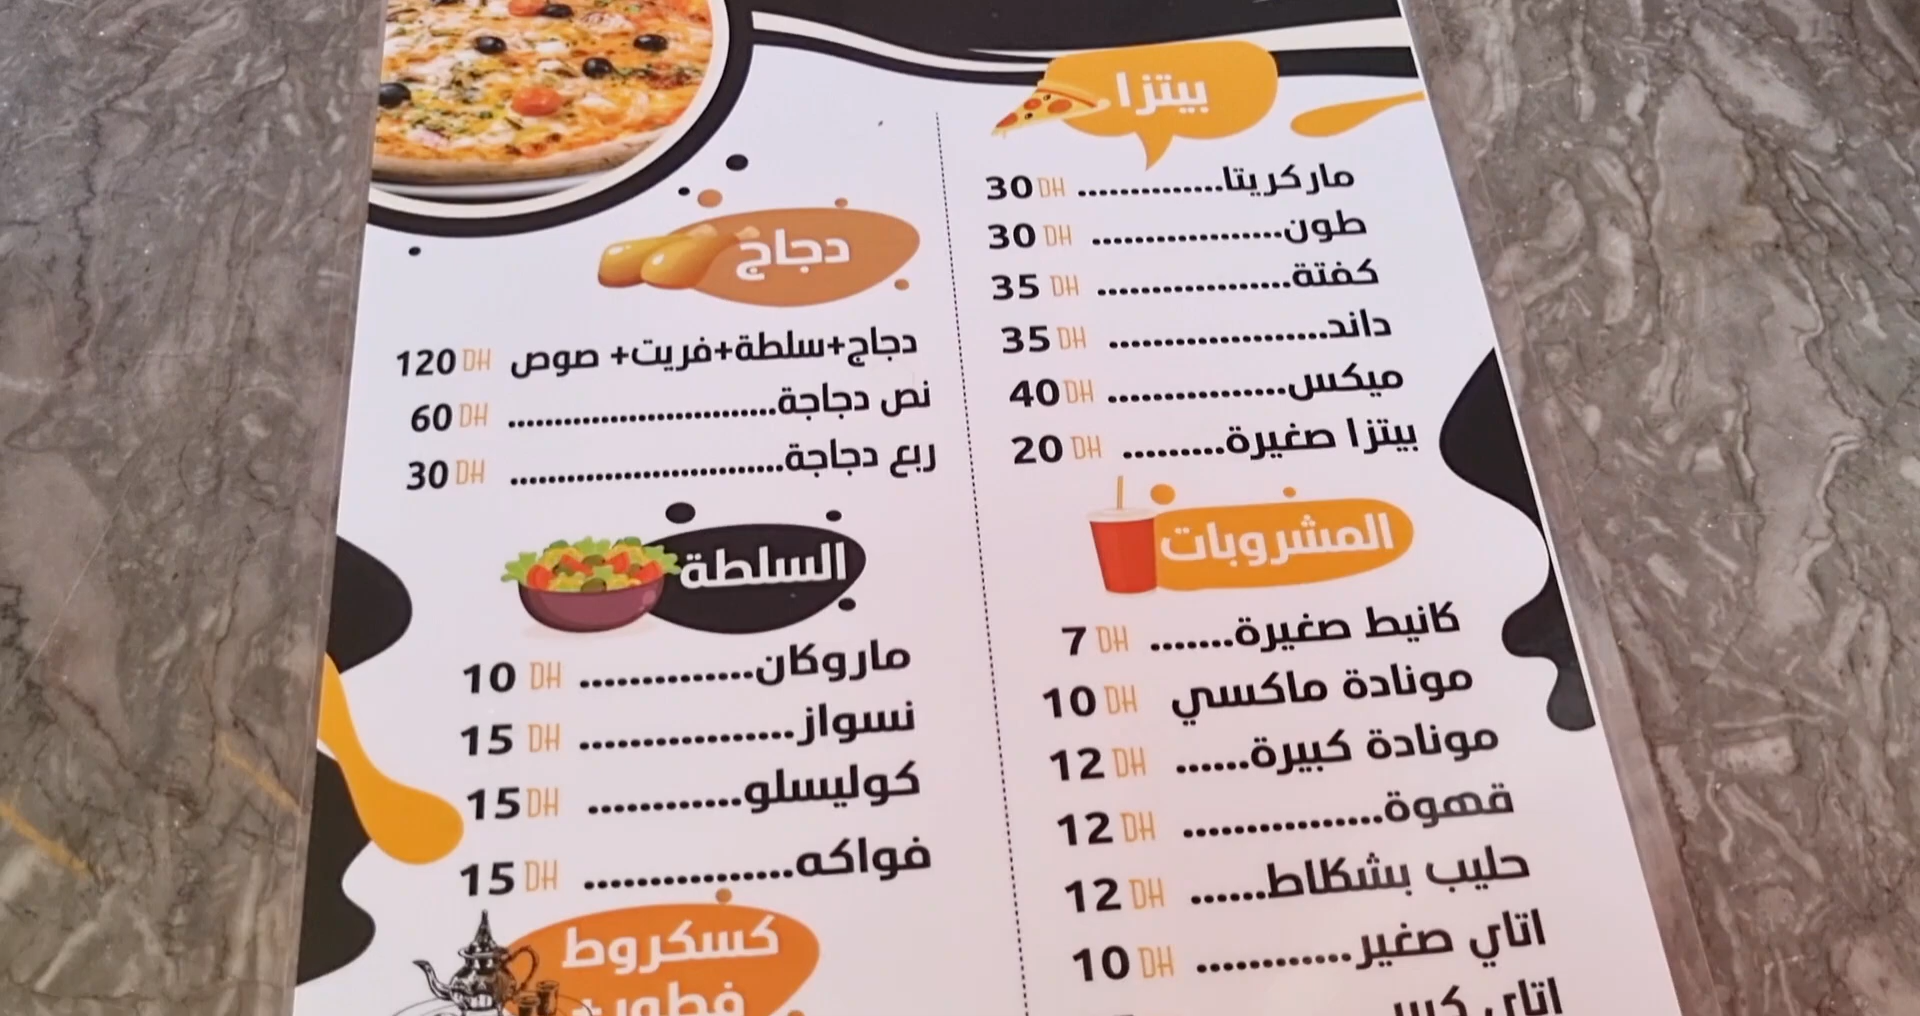 بيتزا
ماركريتا..............30 DH
طون..................30 DH
كفتة..................35 DH
داند....................35 DH
ميكس................40 DH
بيتزا صغيرة.........20 DH
المشروبات
كانيط صغيرة.......7 DH
مونادة ماكسي 10 DH
مونادة كبيرة......12 DH
قهوة................12 DH
حليب بشكلاط......12 DH
اتاي صغير............10 DH
اتاي
دجاج
دجاج+سلطة+فريت+ صوص 120 DH
نص دجاجة..........................60 DH
ربع دجاجة..........................30 DH
السلطة
ماروكان..............10 DH
نسواز.................15 DH
كوليسلو............15 DH
فواكه................15 DH
كسكروط
فطور